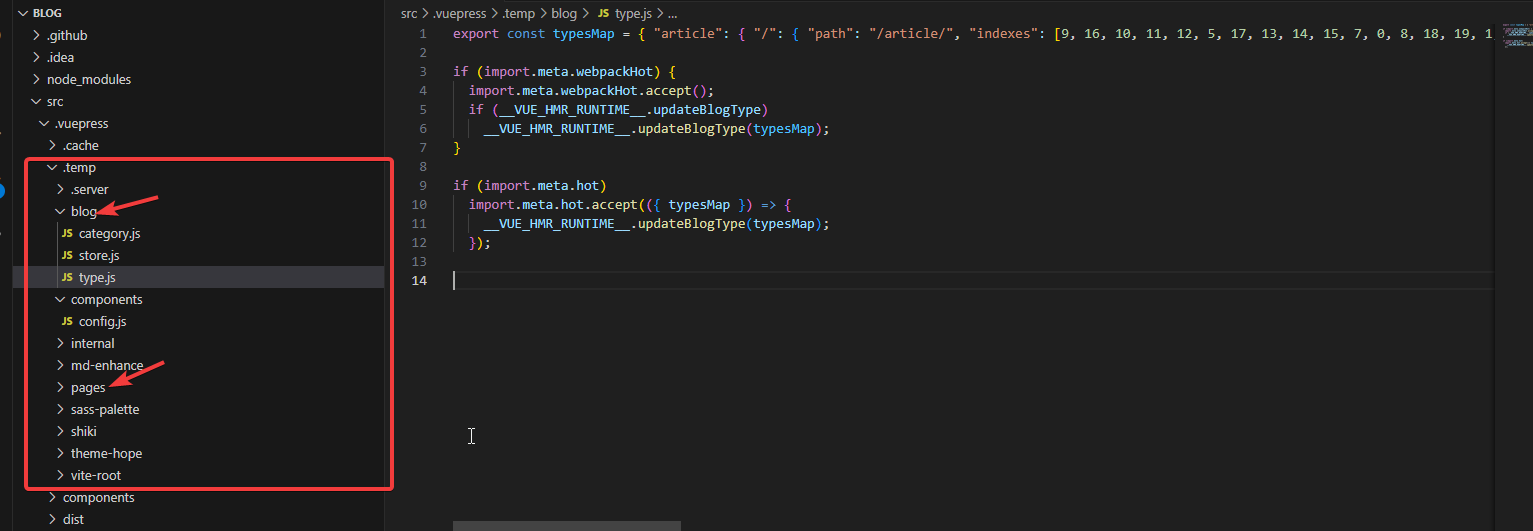 BLOG
.github
.idea
node_modules
src
.vuepress
.cache
.temp
.server
blog
JS category.js
JS store.js
JS type.js
components
JS config.js
internal
md-enhance
pages
sass-palette
shiki
theme-hope
vite-root
components
dist
src > .vuepress > .temp > blog > JS type.js > ...
1 export const typesMap = { "article": { "/": { "path": "/article/", "indexes": [9, 16, 10, 11, 12, 5, 17, 13, 14, 15, 7, 0, 8, 18, 19, 1
2
3 if (import.meta.webpackHot) {
4 import.meta.webpackHot.accept();
5 if (__VUE_HMR_RUNTIME__.updateBlogType)
6 __VUE_HMR_RUNTIME__.updateBlogType(typesMap);
7 }
8
9 if (import.meta.hot)
10 import.meta.hot.accept(({ typesMap }) => {
11 __VUE_HMR_RUNTIME__.updateBlogType(typesMap);
12 });
13
14